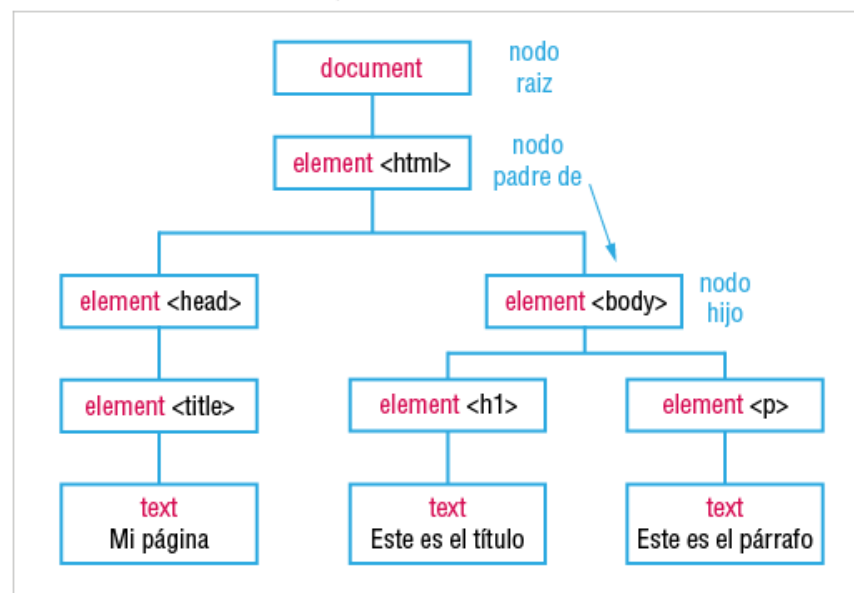 document
nodo
raiz
element <html>
nodo
padre de
element <head>
element <body>
nodo
hijo
element <title>
element <h1>
element <p>
text
Mi página
text
Este es el título
text
Este es el párrafo